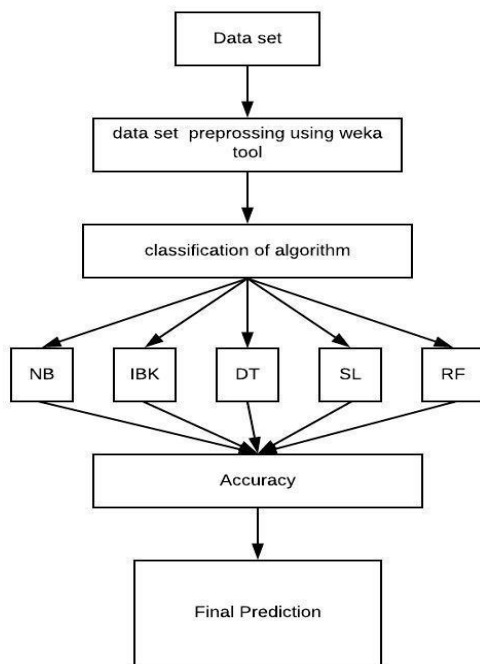 Data set
data set preprossing using weka
tool
classification of algorithm
NB
IBK
DT
SL
RF
Accuracy
Final Prediction